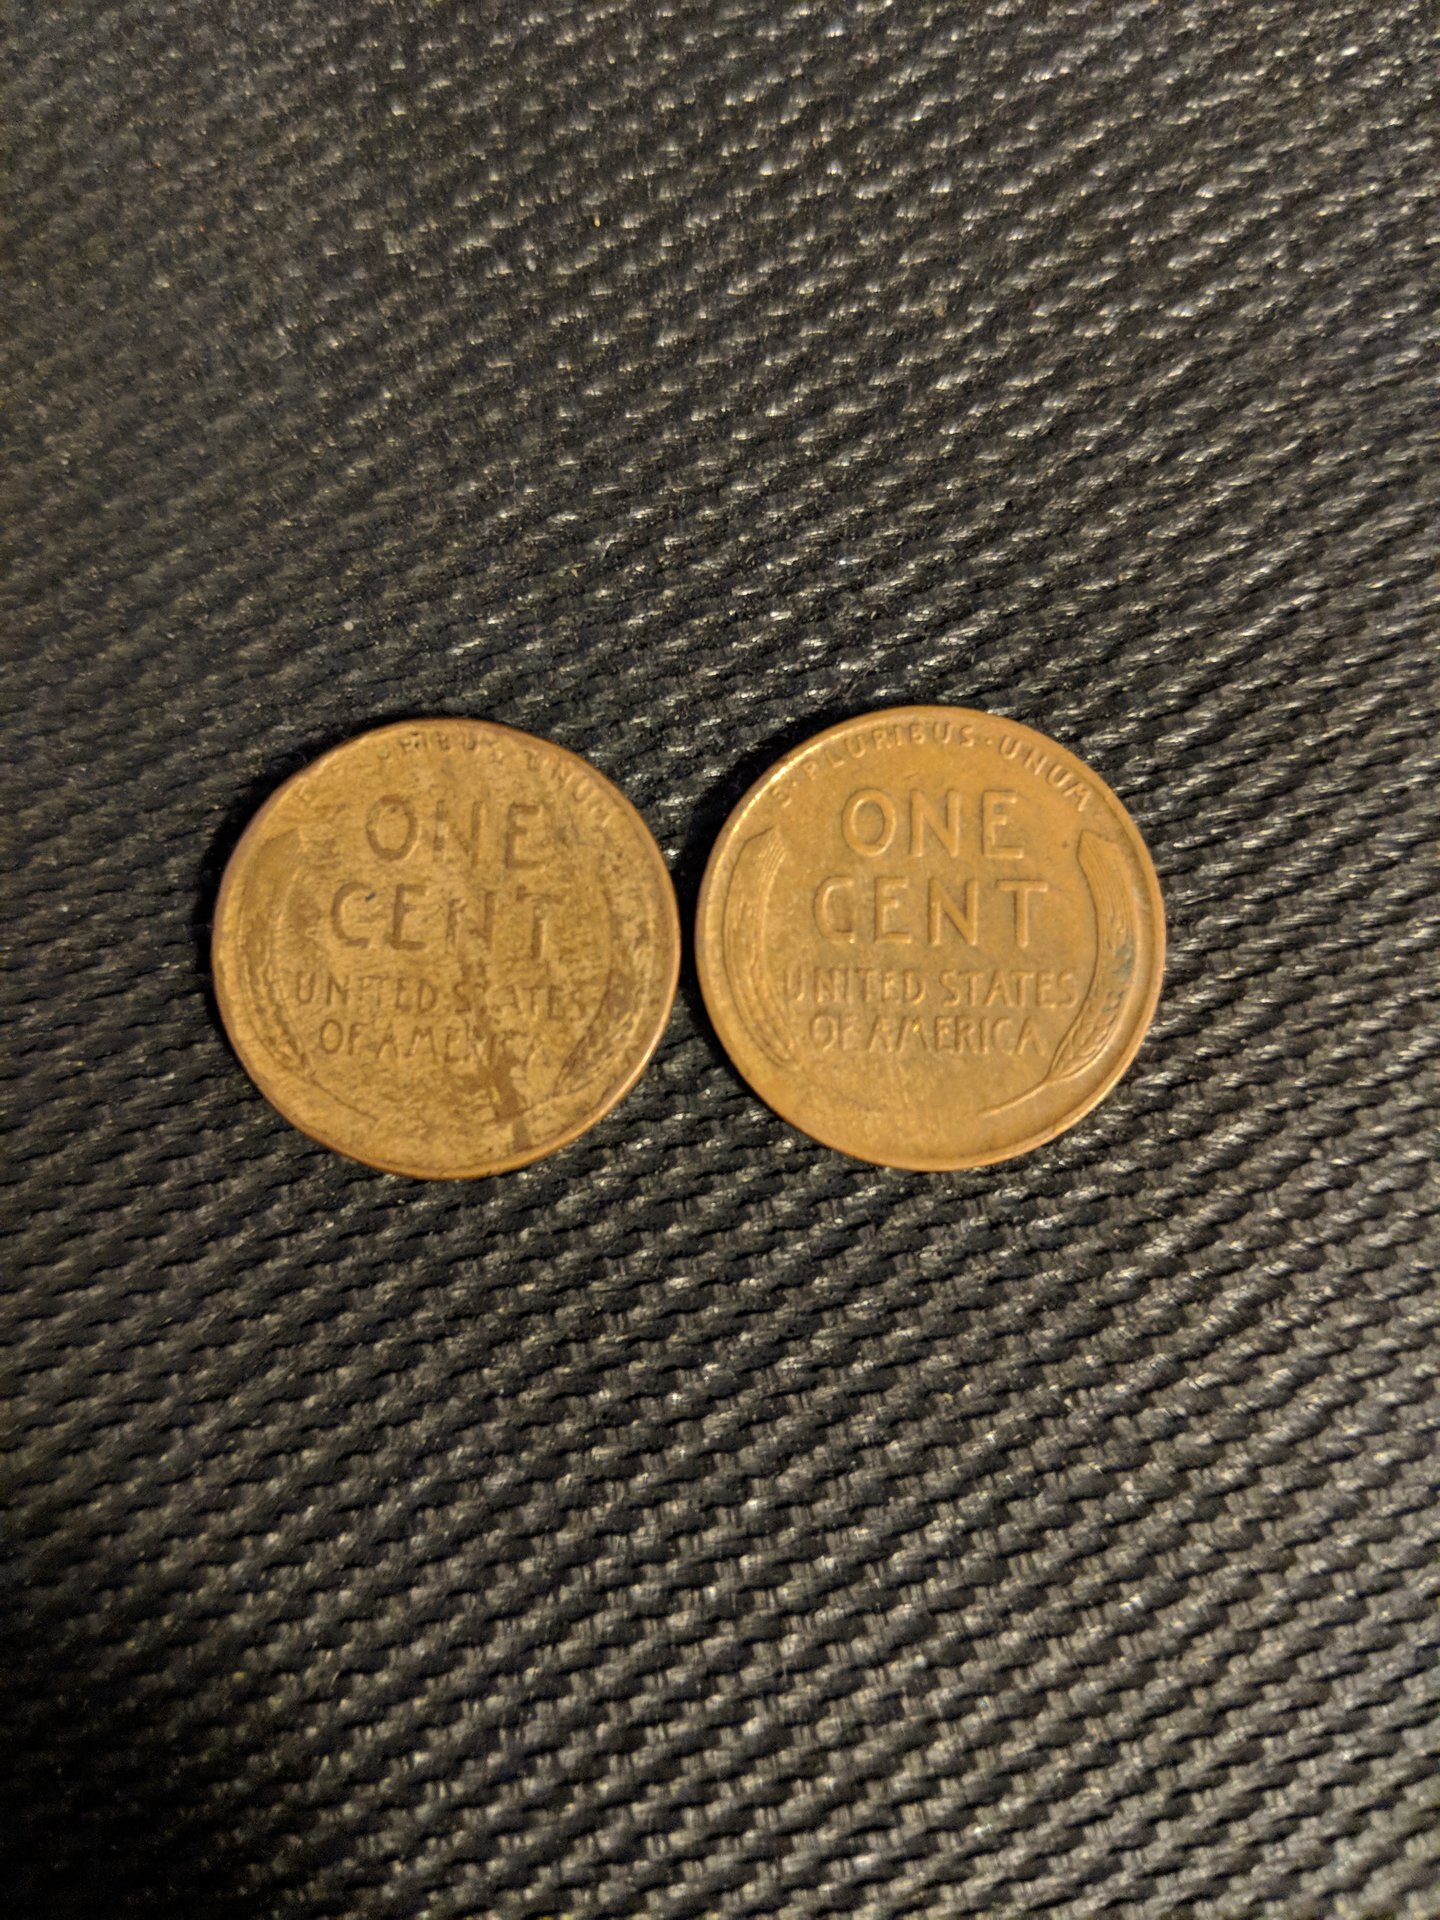 ONE
CENT
UNITED STATES
OF AMERICA
E · PLURIBUS · UNUM
ONE
CENT
UNITED STATES
OF AMERICA